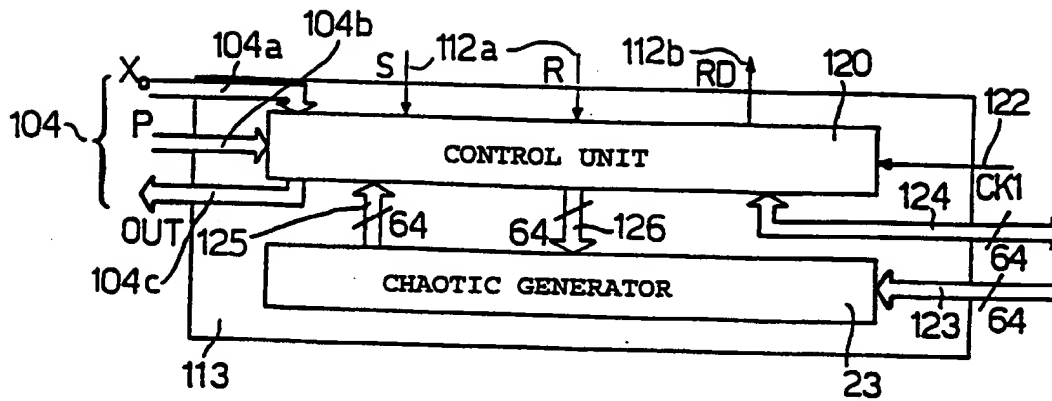 104b
104a
112a
112b
X₀
S
R
RD
120
104
P
122
CONTROL UNIT
CK1
OUT
125
64
64
126
124
64
104c
CHAOTIC GENERATOR
123
64
113
23